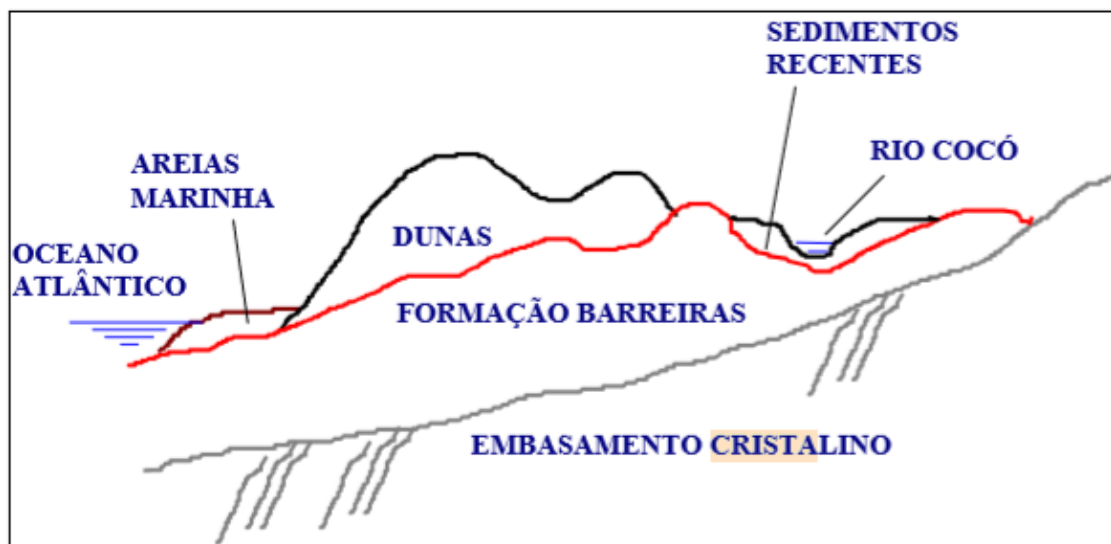 SEDIMENTOS
RECENTES
AREIAS
MARINHA
RIO COCÓ
DUNAS
OCEANO
ATLÂNTICO
FORMAÇÃO BARREIRAS
EMBASAMENTO CRISTALINO